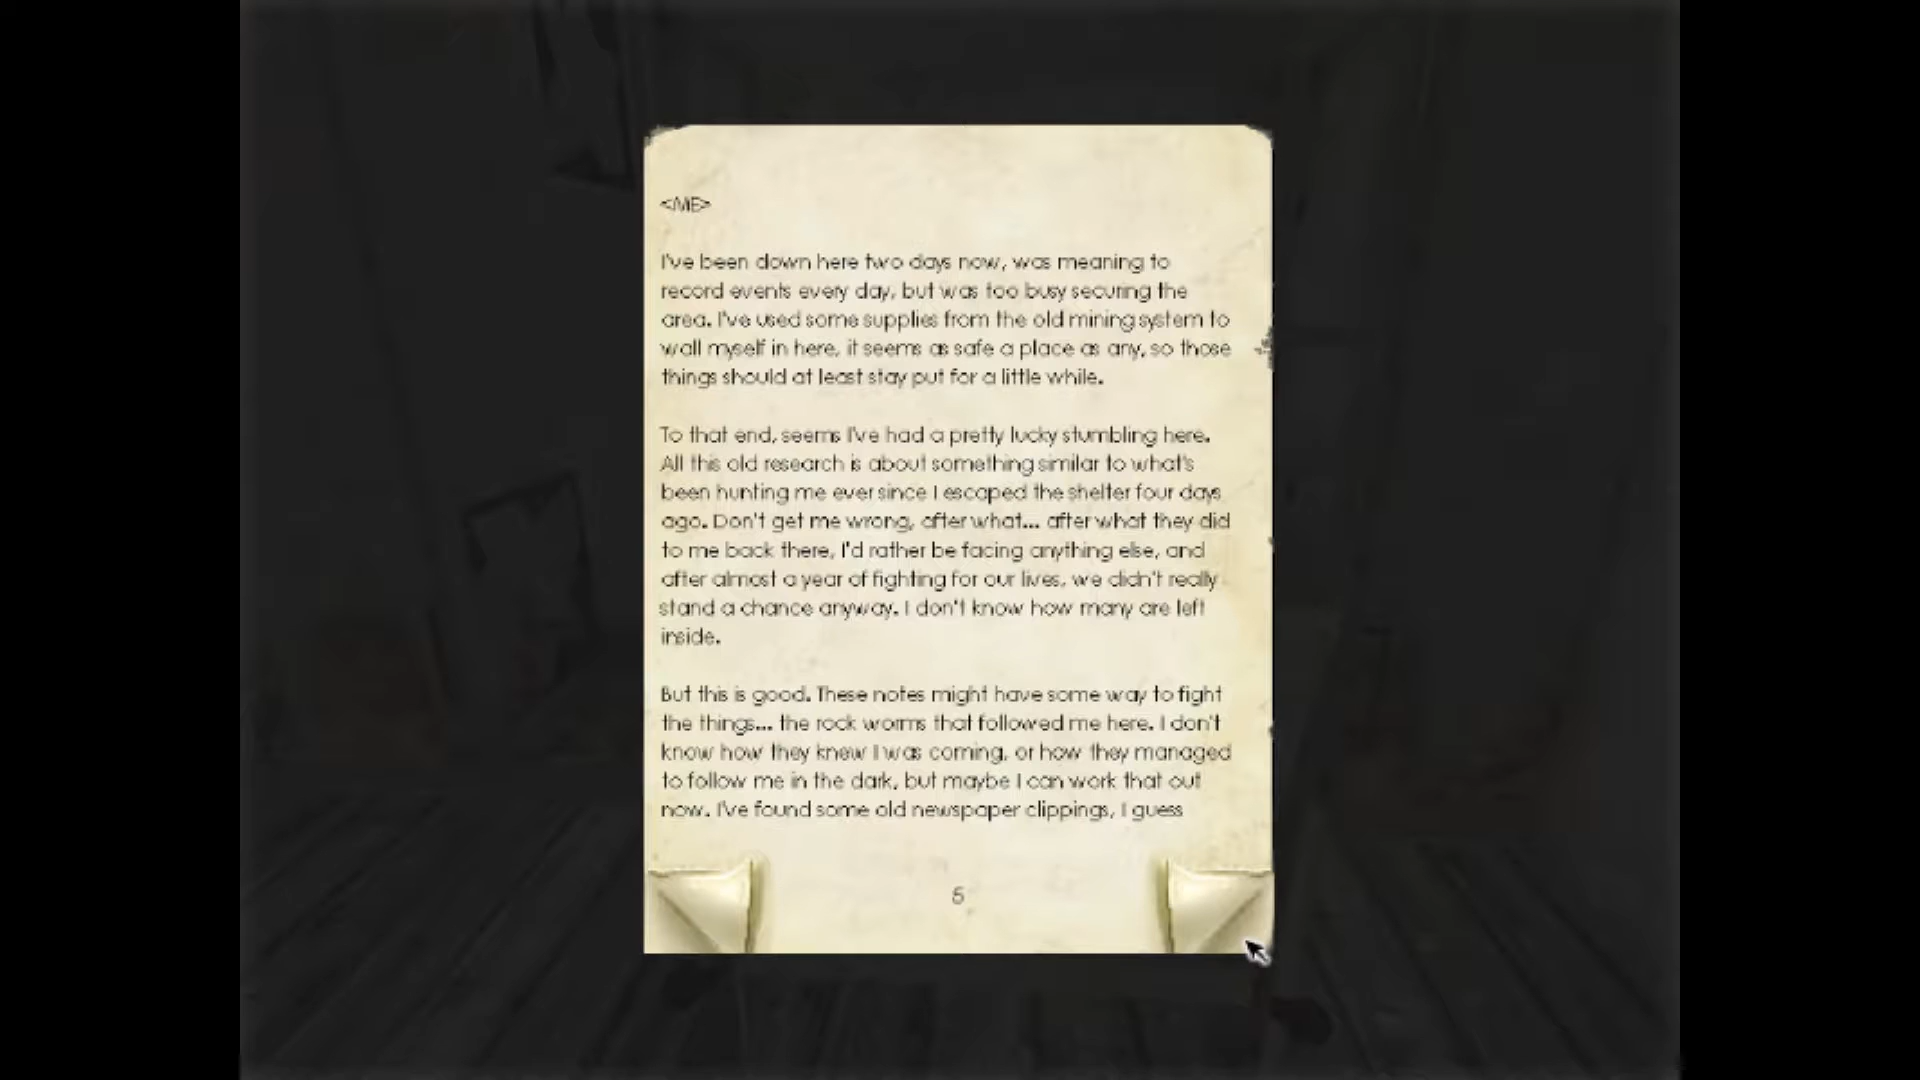 <ME>
I've been down here two days now, was meaning to
record events every day, but was too busy securing the
area. I've used some supplies from the old mining system to
wall myself in here, it seems as safe a place as any, so those
things should at least stay put for a little while.
To that end, seems I've had a pretty lucky stumbling here.
All this old research is about something similar to what's
been hunting me ever since I escaped the shelter four days
ago. Don't get me wrong, after what... after what they did
to me back there, I'd rather be facing anything else, and
after almost a year of fighting for our lives, we didn't really
stand a chance anyway. I don't know how many are left
inside.
But this is good. These notes might have some way to fight
the things... the rock worms that followed me here. I don't
know how they knew I was coming, or how they managed
to follow me in the dark, but maybe I can work that out
now. I've found some old newspaper clippings, I guess
5